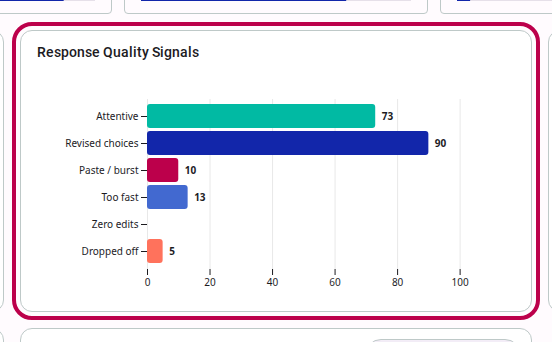 Response Quality Signals
Attentive 73
Revised choices 90
Paste / burst 10
Too fast 13
Zero edits
Dropped off 5
0 20 40 60 80 100